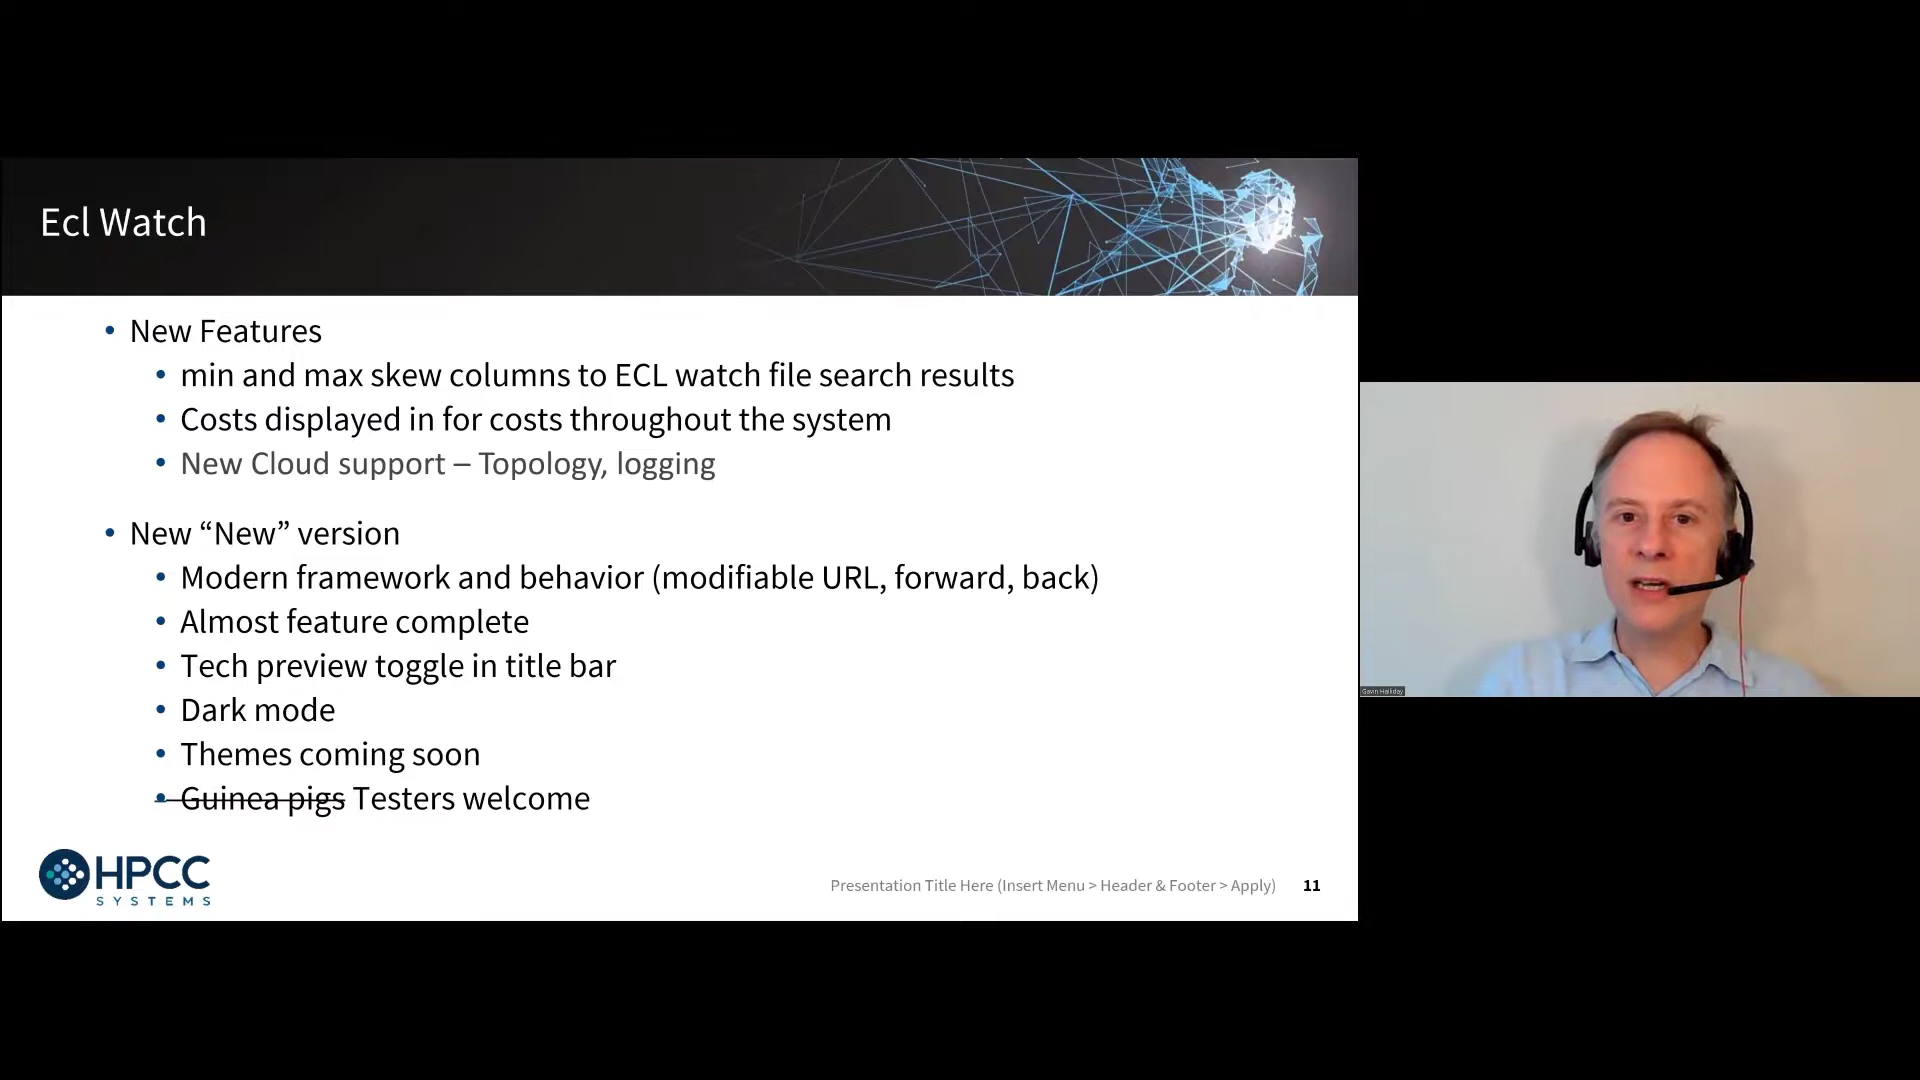 Ecl Watch
• New Features
• min and max skew columns to ECL watch file search results
• Costs displayed in for costs throughout the system
• New Cloud support – Topology, logging
• New “New” version
• Modern framework and behavior (modifiable URL, forward, back)
• Almost feature complete
• Tech preview toggle in title bar
• Dark mode
• Themes coming soon
• Guinea pigs Testers welcome
HPCC
SYSTEMS
Presentation Title Here (Insert Menu > Header & Footer > Apply) 11
Gavin Halliday